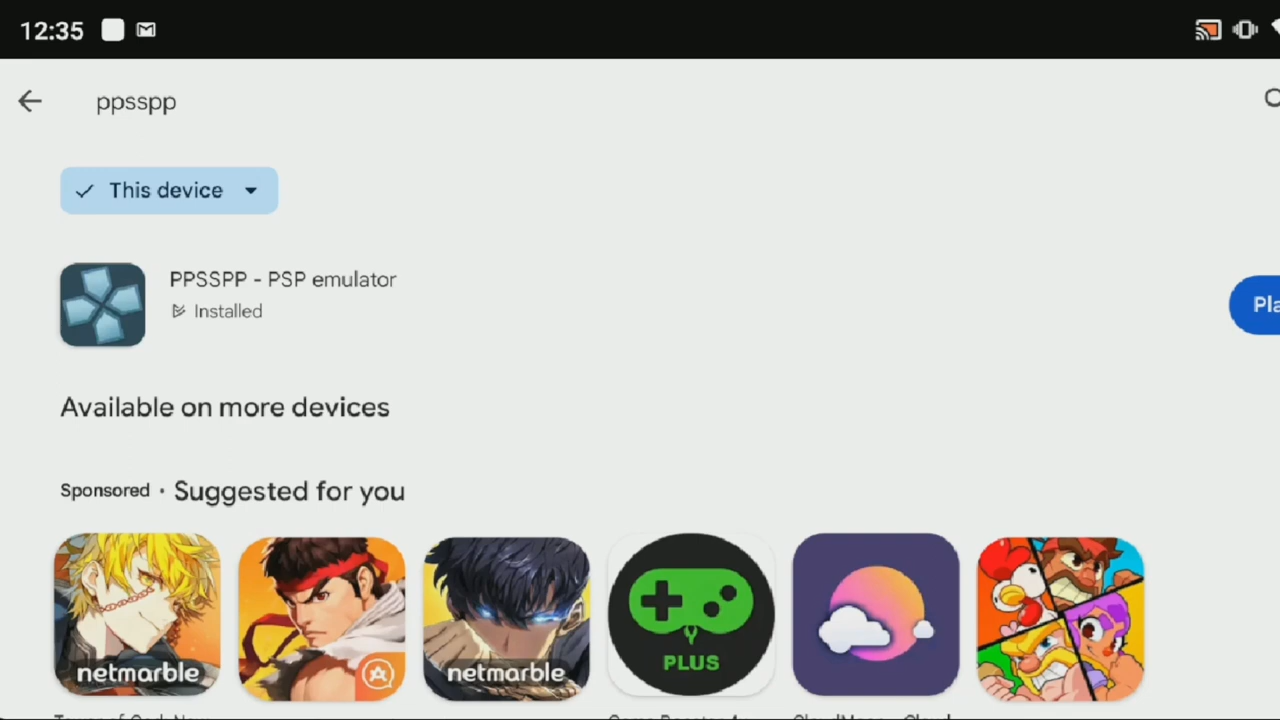 12:35
ppsspp
This device
PPSSPP - PSP emulator
Installed
Available on more devices
Sponsored • Suggested for you
netmarble
netmarble
PLUS